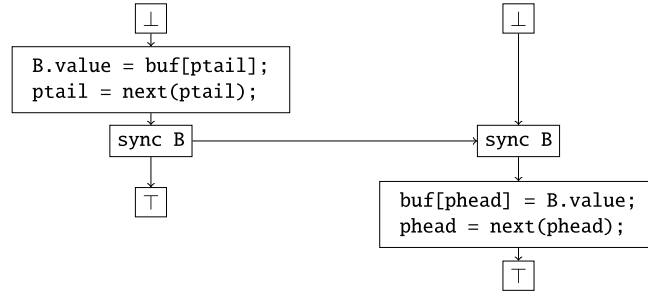 ⊥
B.value = buf[ptail];
ptail = next(ptail);
sync B
⊤
⊥
sync B
buf[phead] = B.value;
phead = next(phead);
⊤